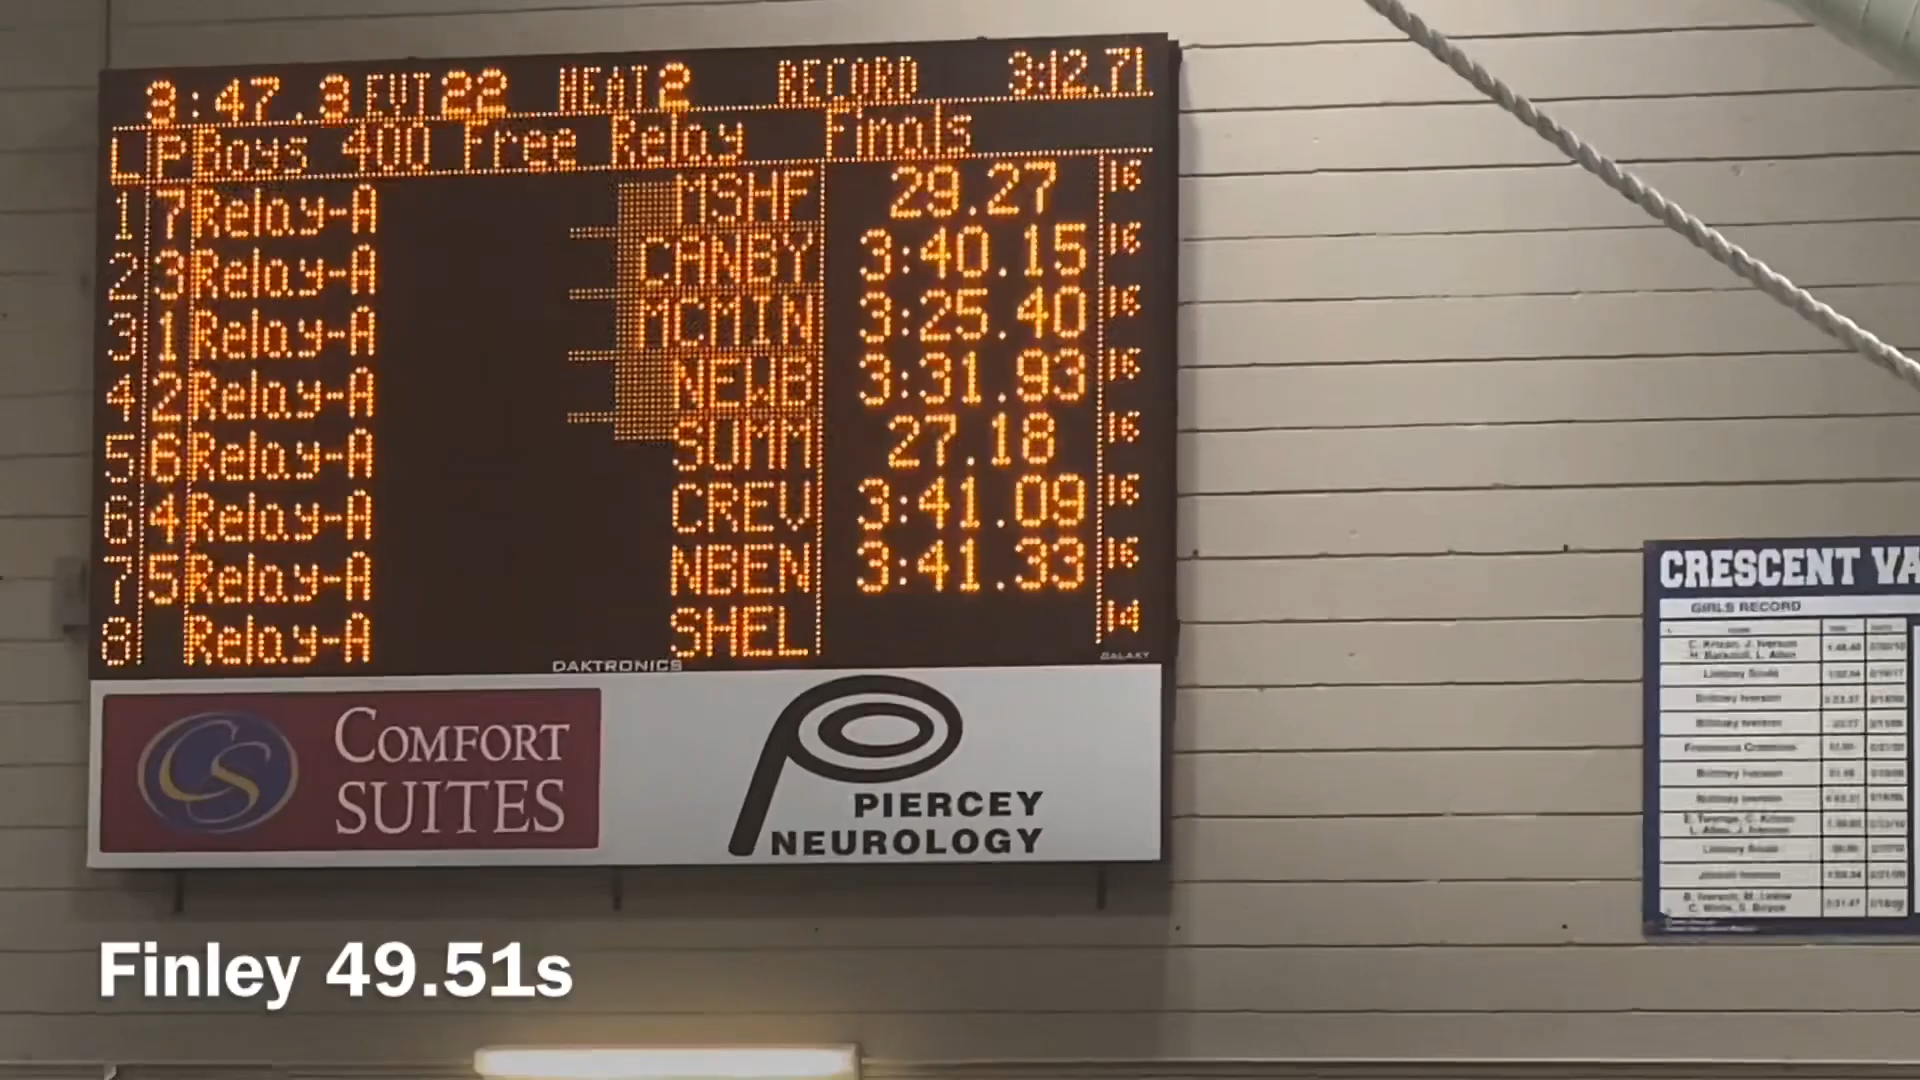 3:47.3 EVT 22 HEAT 2 RECORD 3:12.71
L P Boys 400 Free Relay Finals
1 7 Relay-A MSHF 29.27 16
2 3 Relay-A CANBY 3:40.15 16
3 1 Relay-A MCMIN 3:25.40 16
4 2 Relay-A NEWB 3:31.93 16
5 6 Relay-A SOMM 27.18 16
6 4 Relay-A CREV 3:41.09 16
7 5 Relay-A NBEN 3:41.33 16
8 Relay-A SHEL 14
DAKTRONICS GALAXY
CS COMFORT SUITES
PIERCEY
NEUROLOGY
CRESCENT VA
GIRLS RECORD
Finley 49.51s